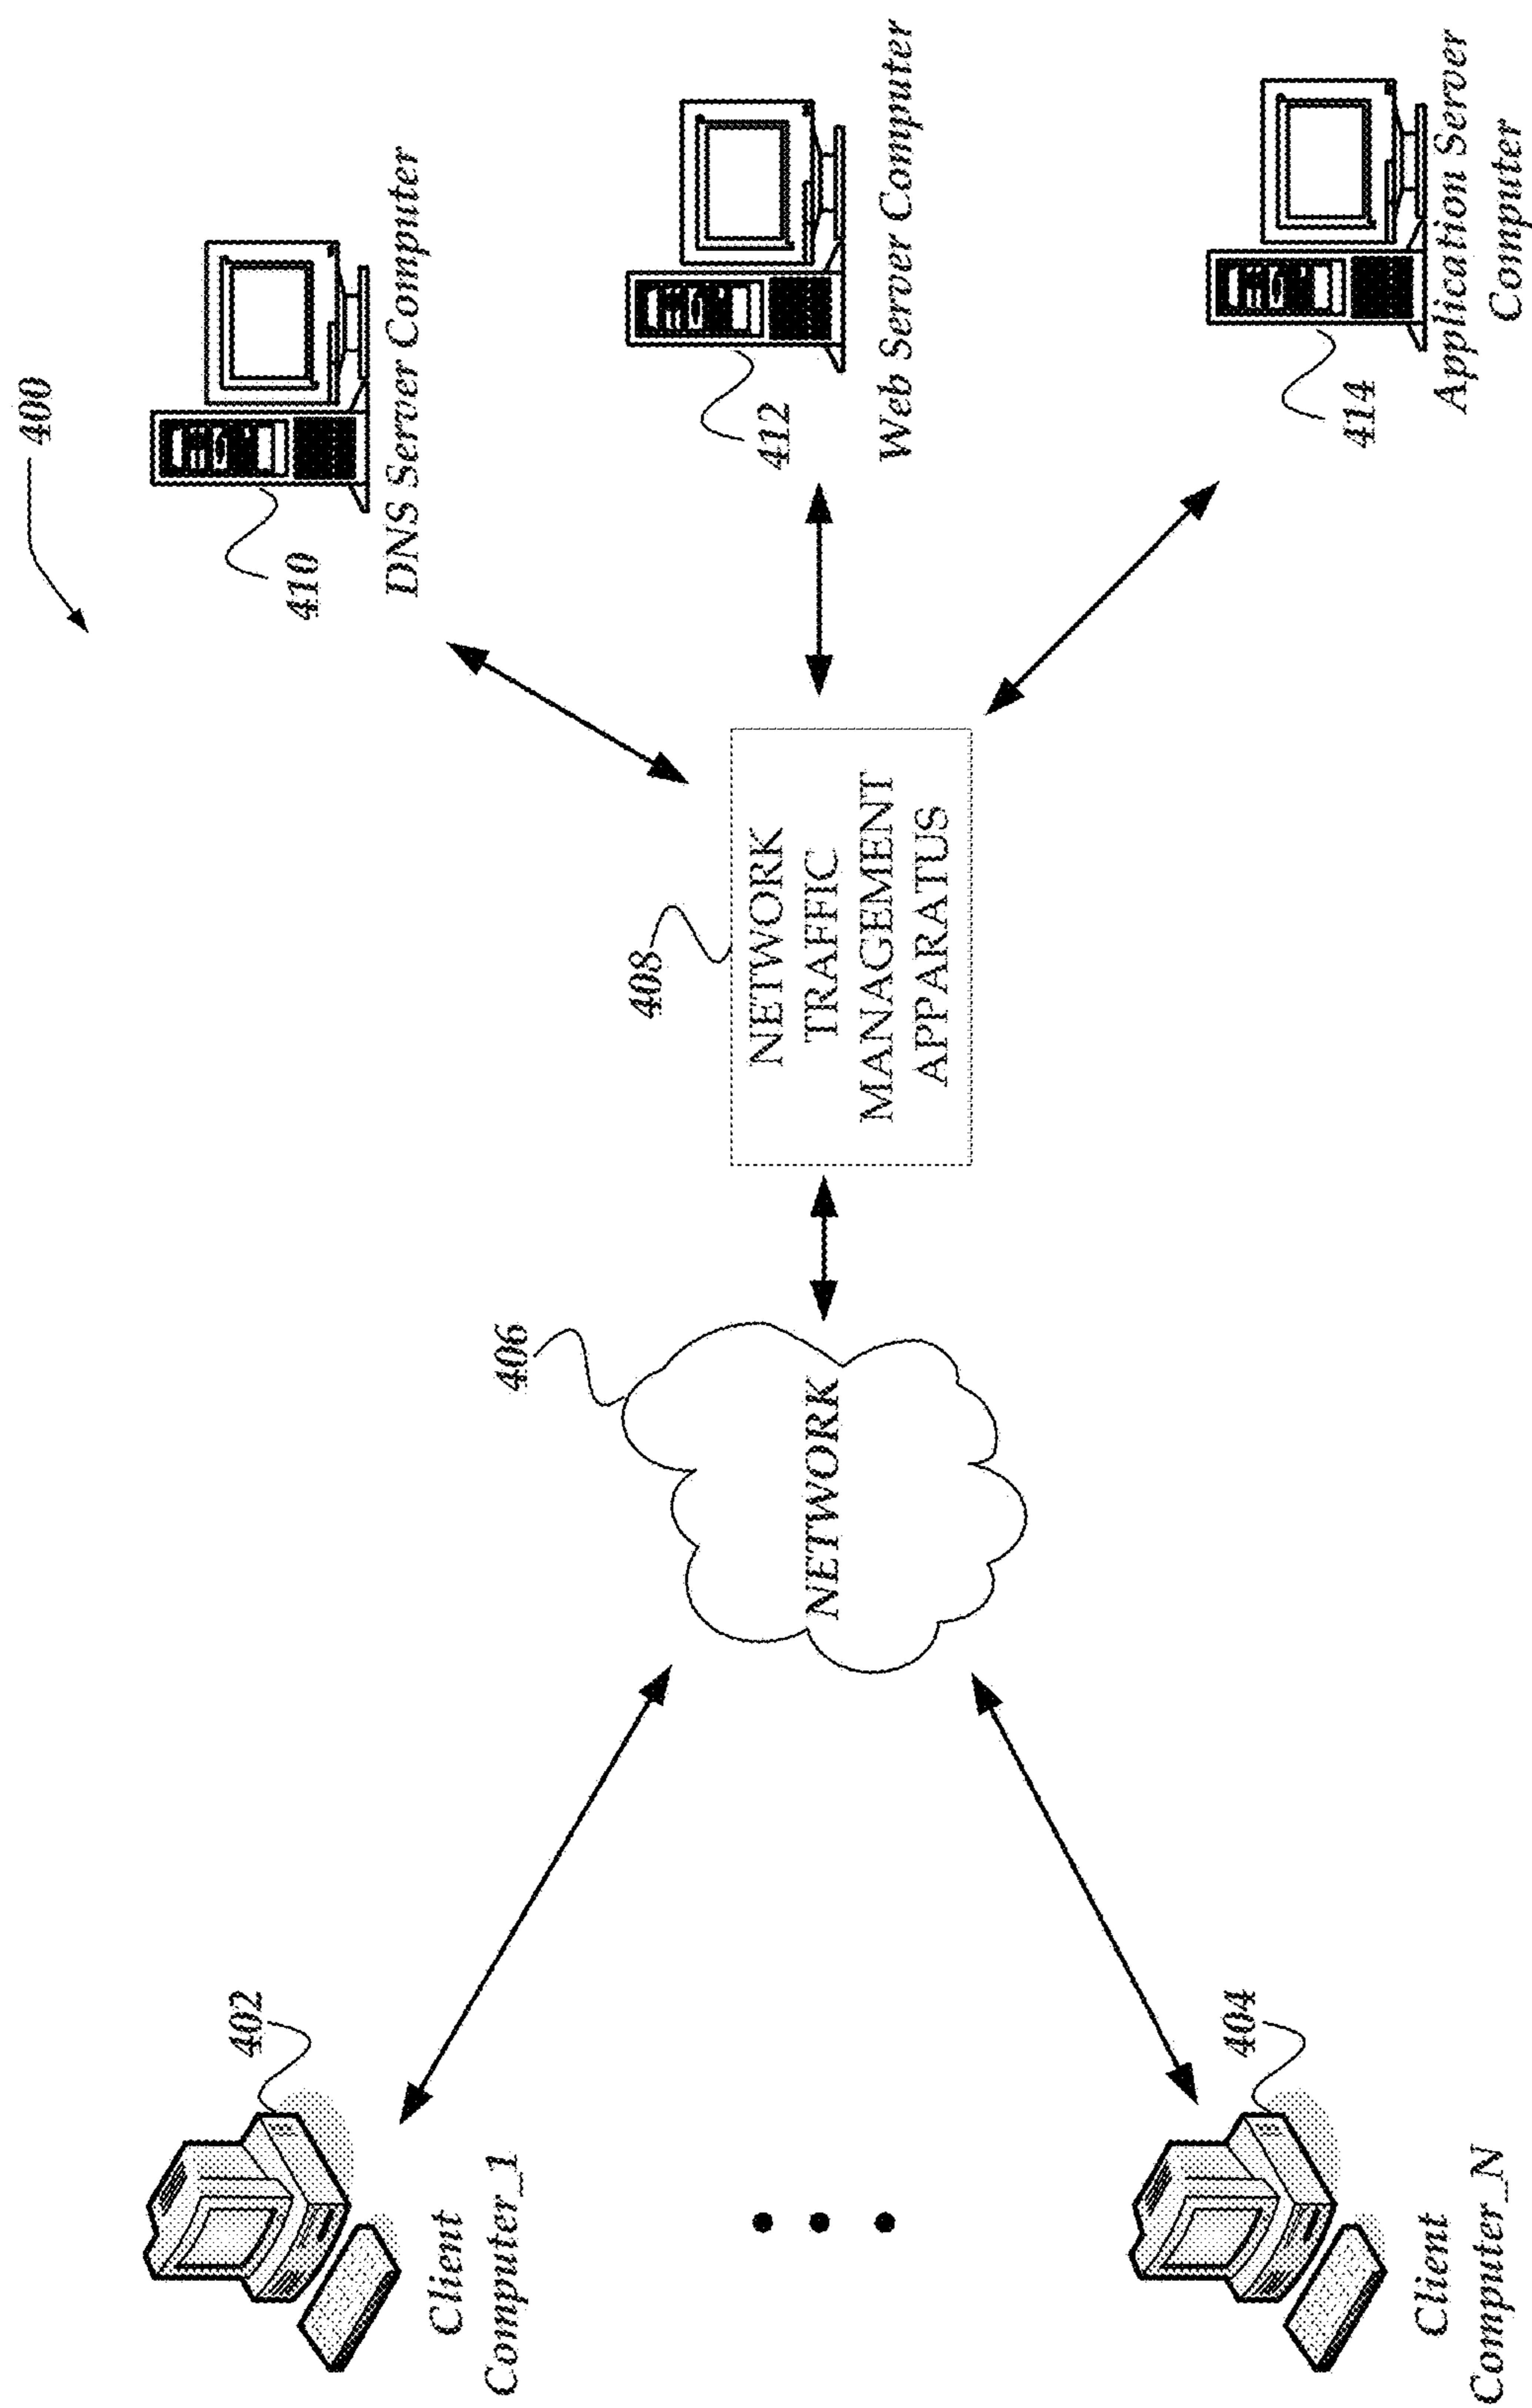 400
402
Client
Computer_1
404
Client
Computer_N
406
NETWORK
408
NETWORK
TRAFFIC
MANAGEMENT
APPARATUS
410
DNS Server Computer
412
Web Server Computer
414
Application Server
Computer